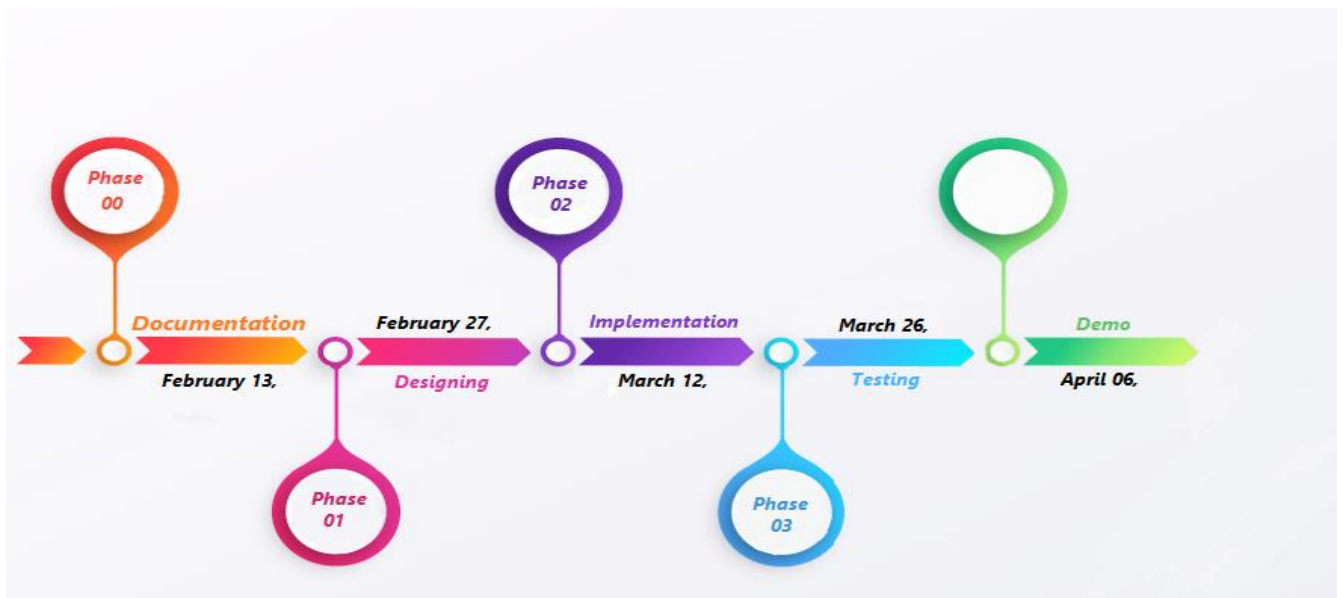 Phase
00
Documentation
February 13,
Phase
01
February 27,
Designing
Phase
02
Implementation
March 12,
Phase
03
March 26,
Testing
Demo
April 06,